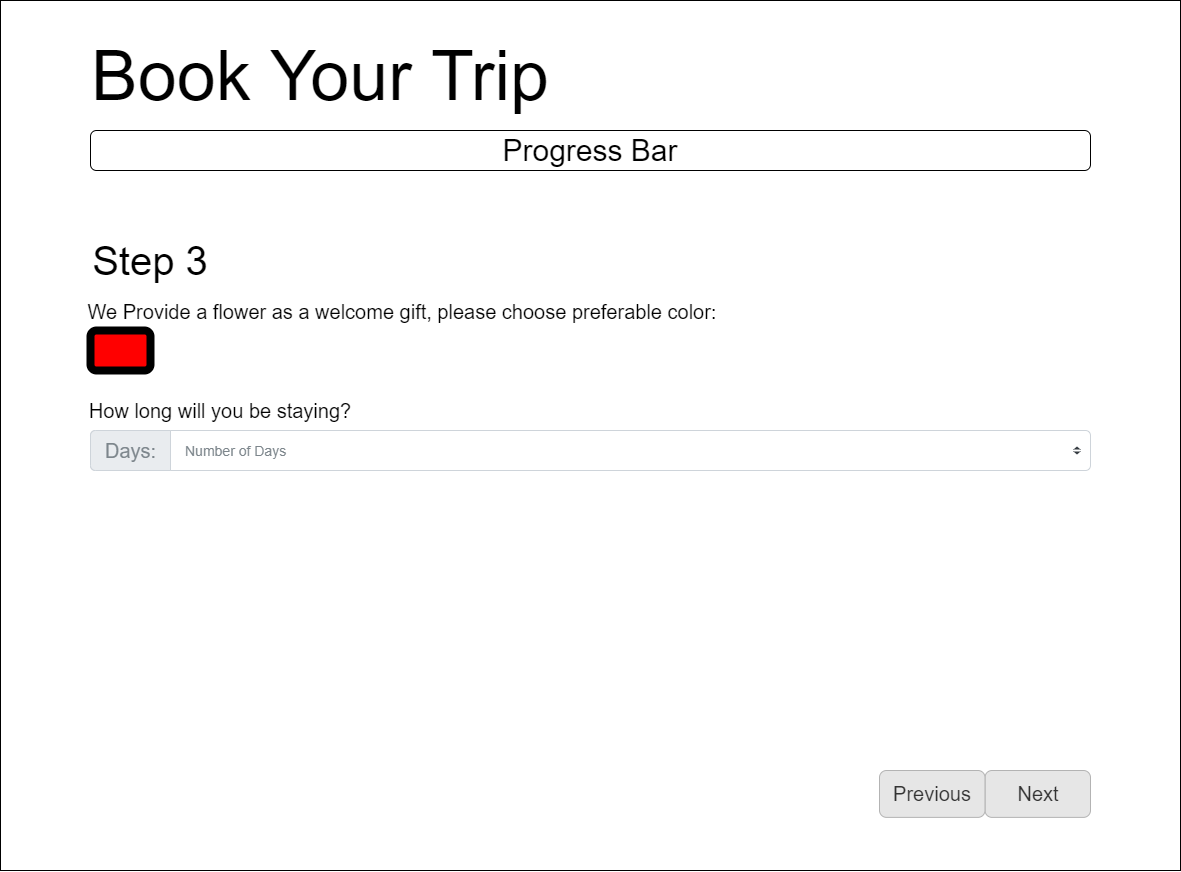 Book Your Trip
Progress Bar
Step 3
We Provide a flower as a welcome gift, please choose preferable color:
How long will you be staying?
Days: Number of Days
Previous Next